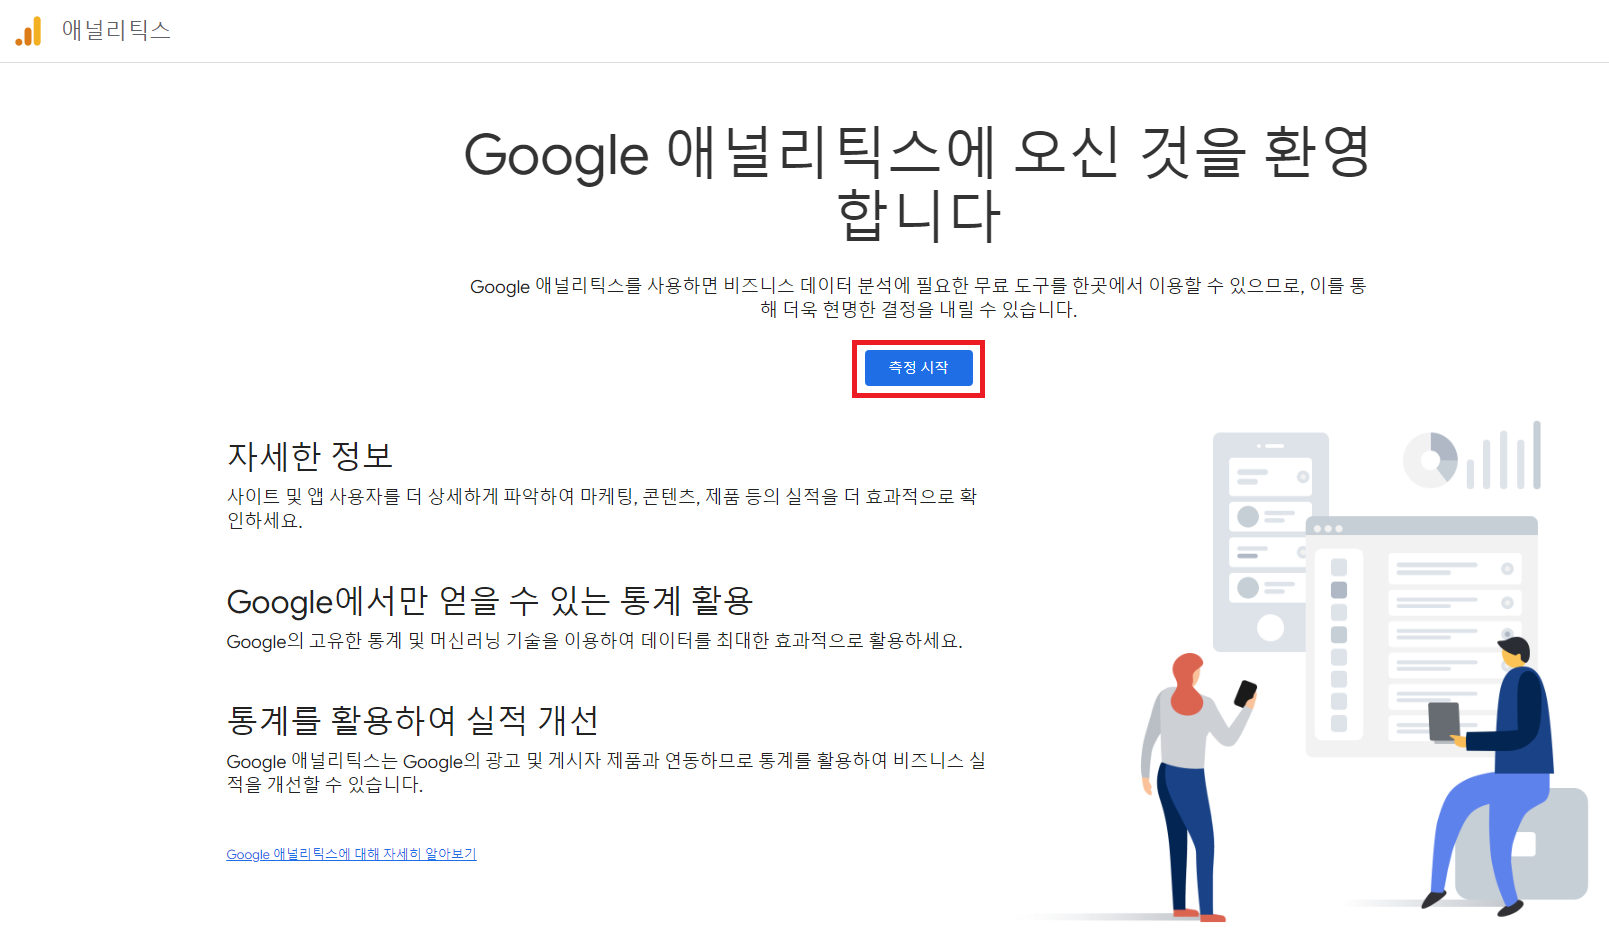 애널리틱스
Google 애널리틱스에 오신 것을 환영
합니다
Google 애널리틱스를 사용하면 비즈니스 데이터 분석에 필요한 무료 도구를 한곳에서 이용할 수 있으므로, 이를 통
해 더욱 현명한 결정을 내릴 수 있습니다.
측정 시작
자세한 정보
사이트 및 앱 사용자를 더 상세하게 파악하여 마케팅, 콘텐츠, 제품 등의 실적을 더 효과적으로 확
인하세요.
Google에서만 얻을 수 있는 통계 활용
Google의 고유한 통계 및 머신러닝 기술을 이용하여 데이터를 최대한 효과적으로 활용하세요.
통계를 활용하여 실적 개선
Google 애널리틱스는 Google의 광고 및 게시자 제품과 연동하므로 통계를 활용하여 비즈니스 실
적을 개선할 수 있습니다.
Google 애널리틱스에 대해 자세히 알아보기